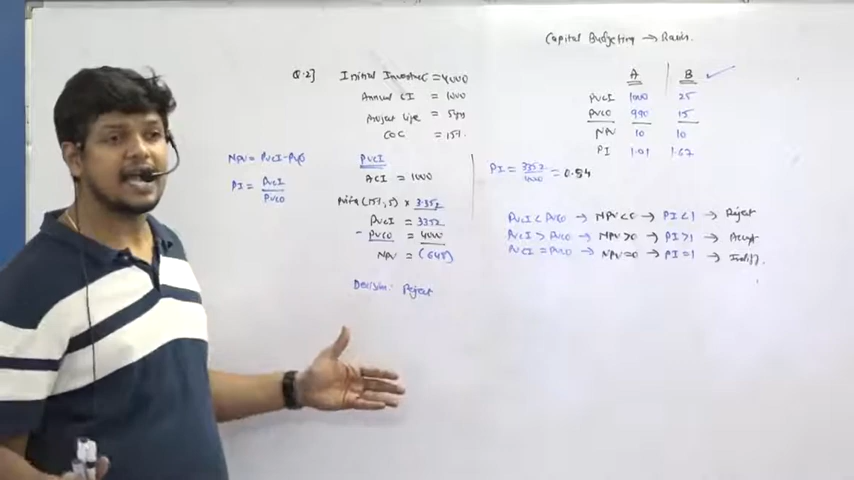 Capital Budgeting → Ravin.
Q.2] Initial Investment = 4000
Annual CI = 1000
Project Life = 5 yrs
COC = 15%
NPV = PVCI - PVCO
PI = PVCI / PVCO
PVCI
ACI = 1000
PVIFA (15%, 5) × 3.352
PVCI = 3352
- PVCO = 4000
NPV = (648)
Decision: Reject
A B
PVCI 1000 25
PVCO 990 15
NPV 10 10
PI 1.01 1.67
PI = 3352 / 4000 = 0.84
PVCI < PVCO → NPV < 0 → PI < 1 → Reject
PVCI > PVCO → NPV > 0 → PI > 1 → Accept
PVCI = PVCO → NPV = 0 → PI = 1 → Indiff.